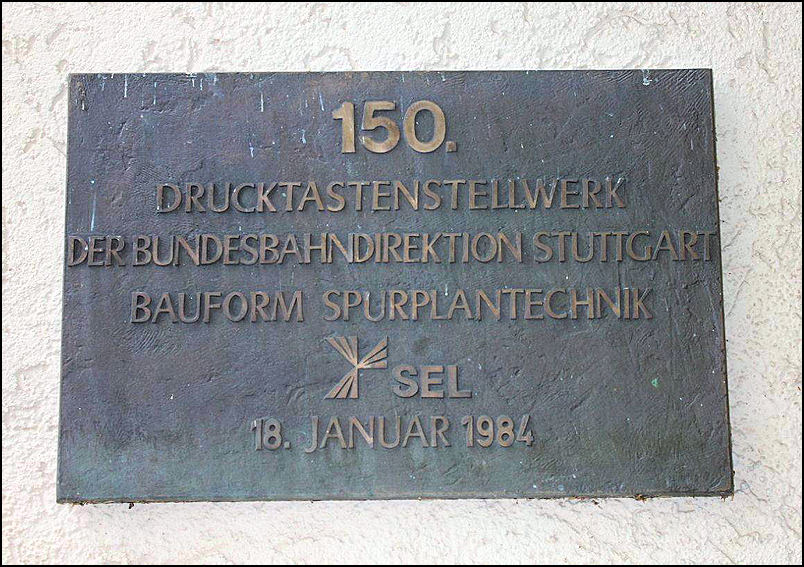 150.
DRUCKTASTENSTELLWERK
DER BUNDESBAHNDIREKTION STUTTGART
BAUFORM SPURPLANTECHNIK
SEL
18. JANUAR 1984